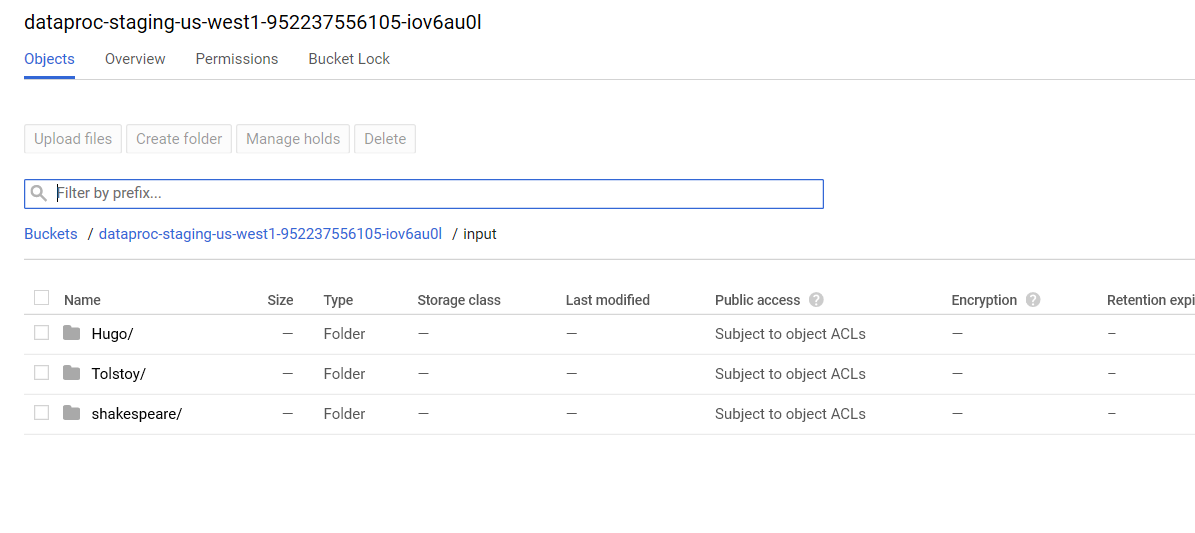 dataproc-staging-us-west1-952237556105-iov6au0l
Objects Overview Permissions Bucket Lock
Upload files Create folder Manage holds Delete
Filter by prefix...
Buckets / dataproc-staging-us-west1-952237556105-iov6au0l / input
Name Size Type Storage class Last modified Public access ? Encryption ? Retention expi
Hugo/ — Folder — — Subject to object ACLs — –
Tolstoy/ — Folder — — Subject to object ACLs — –
shakespeare/ — Folder — — Subject to object ACLs — –